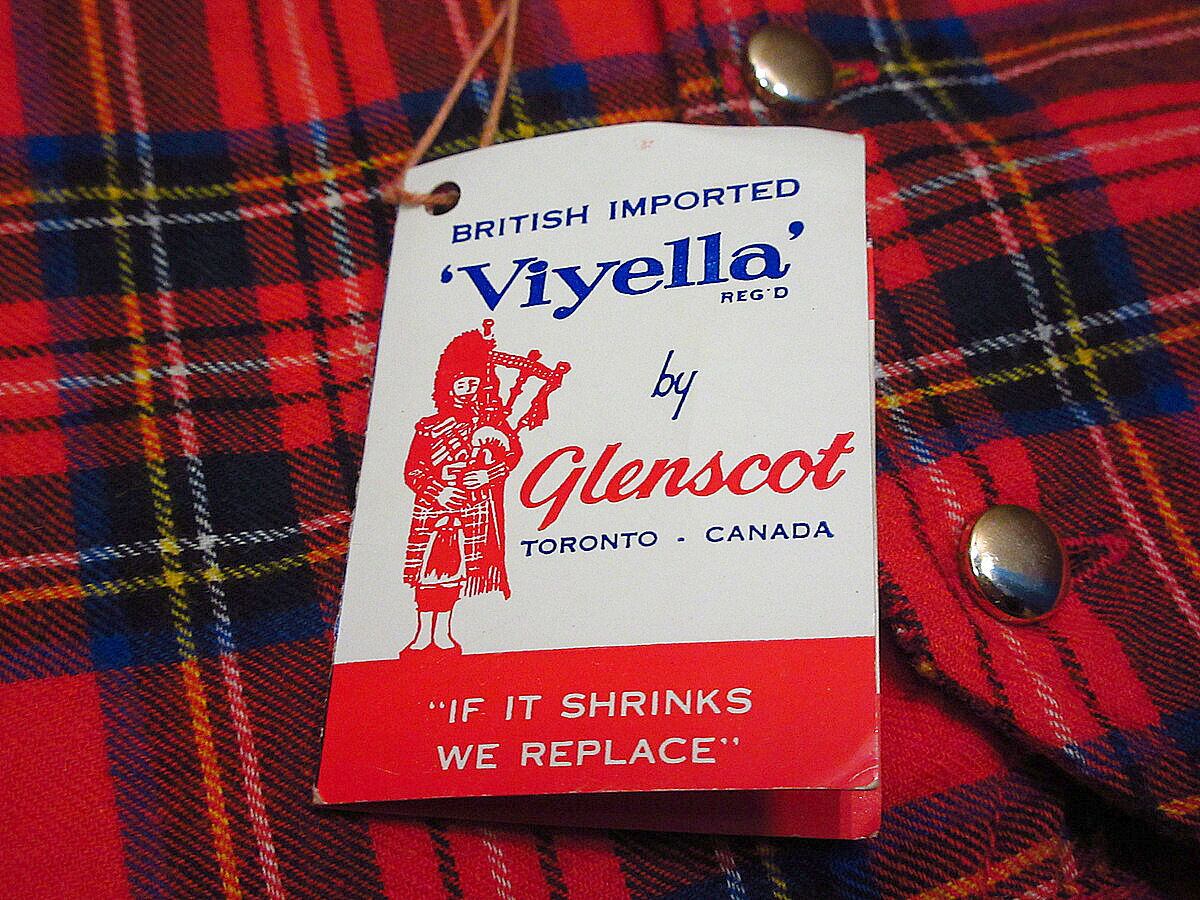 BRITISH IMPORTED
‘Viyella’
REG'D
by
Glenscot
TORONTO - CANADA
“IF IT SHRINKS
WE REPLACE”